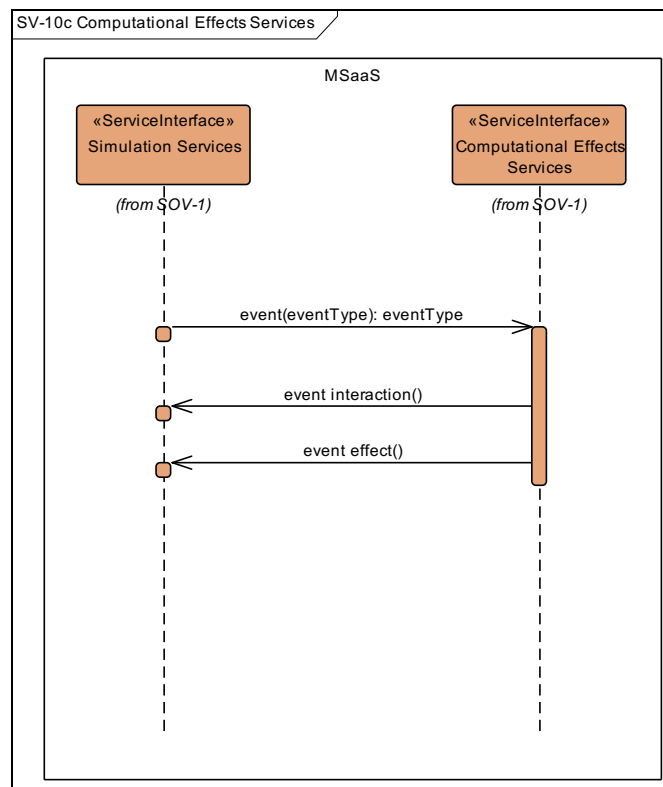 SV-10c Computational Effects Services
MSaaS
«ServiceInterface»
Simulation Services
(from SOV-1)
«ServiceInterface»
Computational Effects
Services
(from SOV-1)
event(eventType): eventType
event interaction()
event effect()